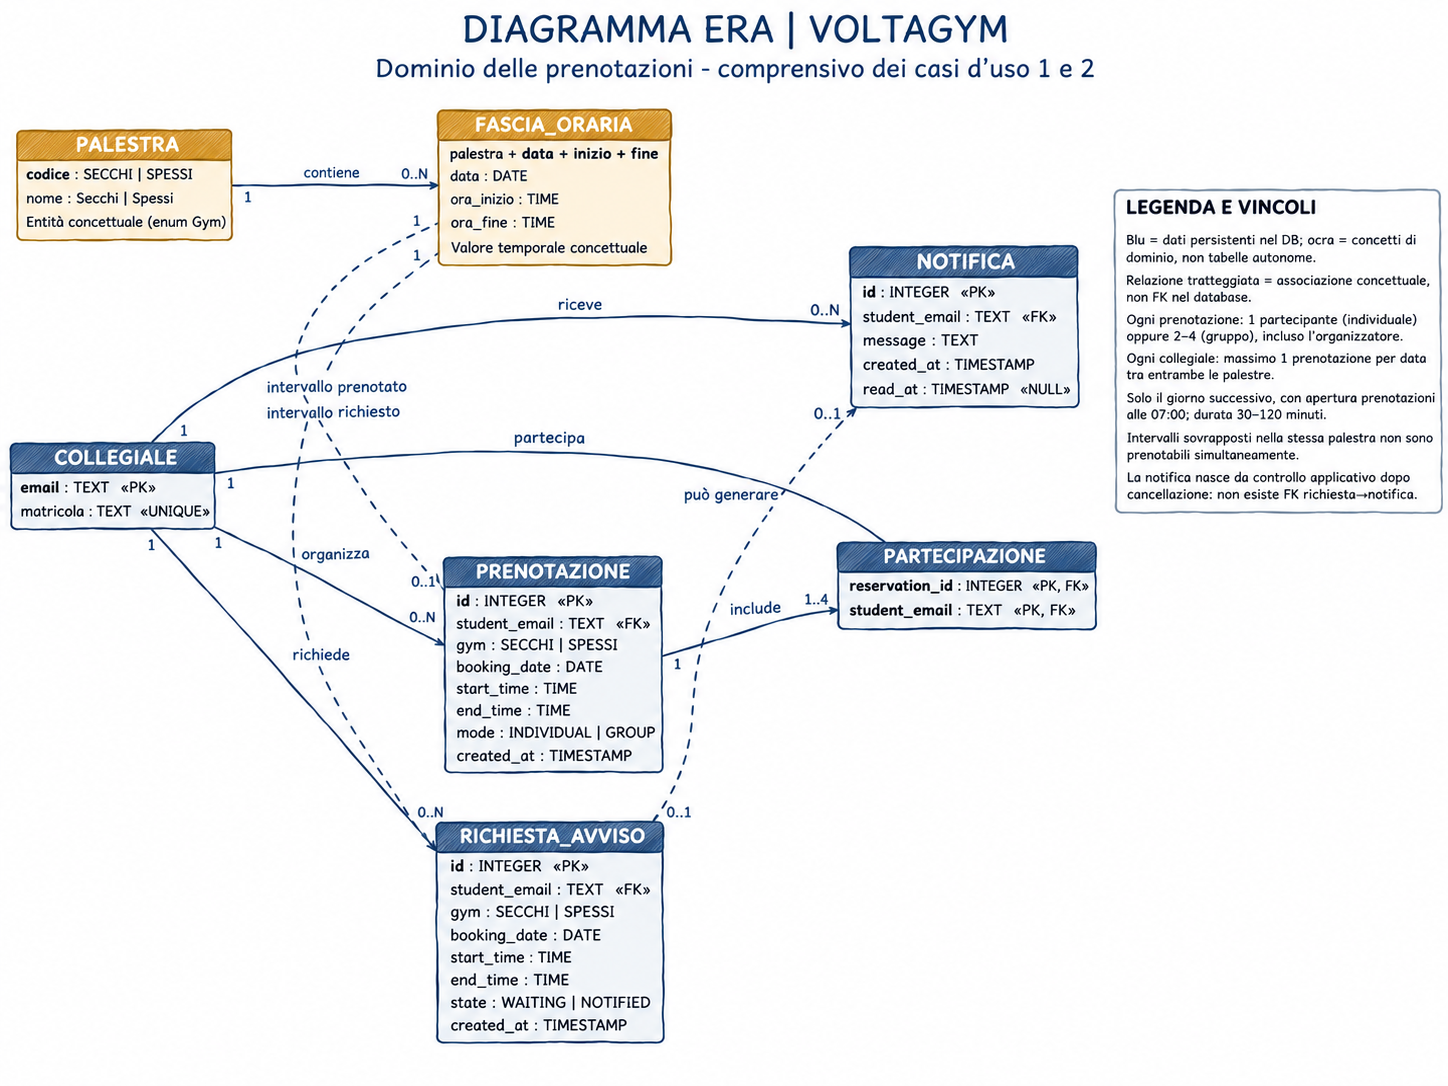 DIAGRAMMA ERA | VOLTAGYM
Dominio delle prenotazioni - comprensivo dei casi d'uso 1 e 2
PALESTRA
codice : SECCHI | SPESSI
nome : Secchi | Spessi
Entità concettuale (enum Gym)
contiene
1
0..N
FASCIA_ORARIA
palestra + data + inizio + fine
data : DATE
ora_inizio : TIME
ora_fine : TIME
Valore temporale concettuale
1
1
LEGENDA E VINCOLI
Blu = dati persistenti nel DB; ocra = concetti di
dominio, non tabelle autonome.
Relazione tratteggiata = associazione concettuale,
non FK nel database.
Ogni prenotazione: 1 partecipante (individuale)
oppure 2–4 (gruppo), incluso l'organizzatore.
Ogni collegiale: massimo 1 prenotazione per data
tra entrambe le palestre.
Solo il giorno successivo, con apertura prenotazioni
alle 07:00; durata 30–120 minuti.
Intervalli sovrapposti nella stessa palestra non sono
prenotabili simultaneamente.
La notifica nasce da controllo applicativo dopo
cancellazione: non esiste FK richiesta→notifica.
NOTIFICA
id : INTEGER «PK»
student_email : TEXT «FK»
message : TEXT
created_at : TIMESTAMP
read_at : TIMESTAMP «NULL»
riceve
0..N
1
0..1
intervallo prenotato
intervallo richiesto
COLLEGIALE
email : TEXT «PK»
matricola : TEXT «UNIQUE»
partecipa
1
1
1
può generare
organizza
0..1
0..N
PRENOTAZIONE
id : INTEGER «PK»
student_email : TEXT «FK»
gym : SECCHI | SPESSI
booking_date : DATE
start_time : TIME
end_time : TIME
mode : INDIVIDUAL | GROUP
created_at : TIMESTAMP
include
1
1..4
PARTECIPAZIONE
reservation_id : INTEGER «PK, FK»
student_email : TEXT «PK, FK»
richiede
0..N
0..1
RICHIESTA_AVVISO
id : INTEGER «PK»
student_email : TEXT «FK»
gym : SECCHI | SPESSI
booking_date : DATE
start_time : TIME
end_time : TIME
state : WAITING | NOTIFIED
created_at : TIMESTAMP